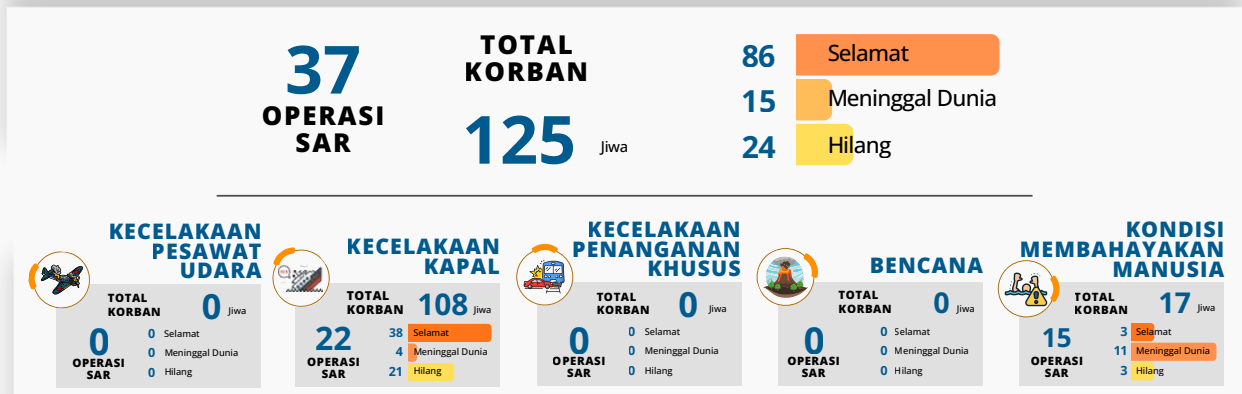 37
OPERASI
SAR
TOTAL
KORBAN
125 Jiwa
86 Selamat
15 Meninggal Dunia
24 Hilang
KECELAKAAN
PESAWAT
UDARA
TOTAL
KORBAN
0 Jiwa
0
OPERASI
SAR
0 Selamat
0 Meninggal Dunia
0 Hilang
KECELAKAAN
KAPAL
TOTAL
KORBAN
108 Jiwa
22
OPERASI
SAR
38 Selamat
4 Meninggal Dunia
21 Hilang
KECELAKAAN
PENANGANAN
KHUSUS
TOTAL
KORBAN
0 Jiwa
0
OPERASI
SAR
0 Selamat
0 Meninggal Dunia
0 Hilang
BENCANA
TOTAL
KORBAN
0 Jiwa
0
OPERASI
SAR
0 Selamat
0 Meninggal Dunia
0 Hilang
KONDISI
MEMBAHAYAKAN
MANUSIA
TOTAL
KORBAN
17 Jiwa
15
OPERASI
SAR
3 Selamat
11 Meninggal Dunia
3 Hilang